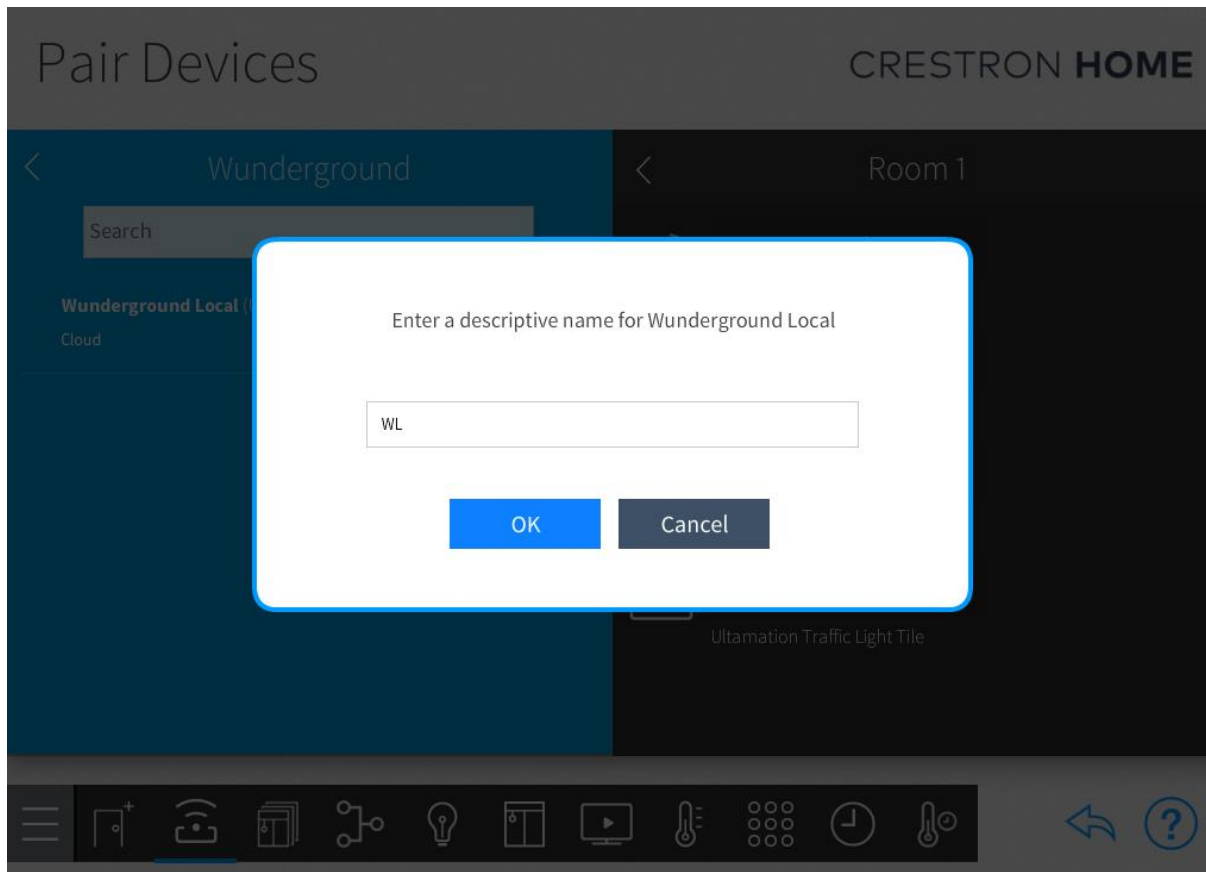 Pair Devices
CRESTRON HOME
Wunderground
Room 1
Search
Wunderground Local
Cloud
Enter a descriptive name for Wunderground Local
WL
OK
Cancel
Ultamation Traffic Light Tile
?